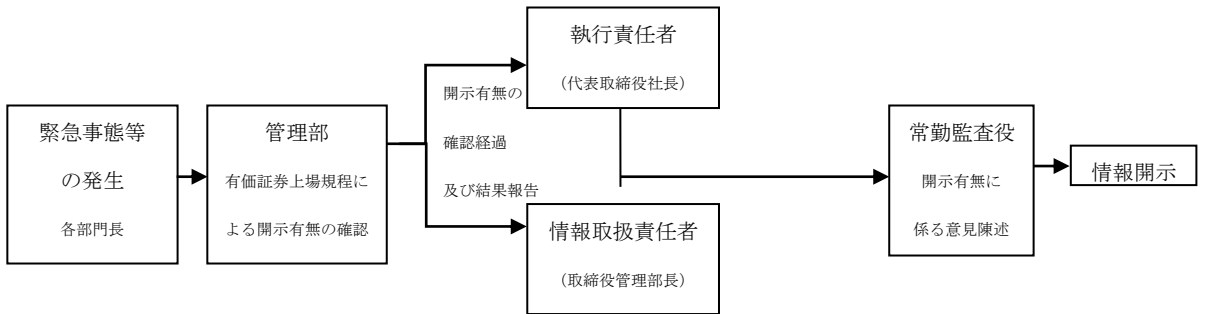 緊急事態等
の発生
各部門長
管理部
有価証券上場規程に
よる開示有無の確認
開示有無の
確認経過
及び結果報告
執行責任者
（代表取締役社長）
情報取扱責任者
（取締役管理部長）
常勤監査役
開示有無に
係る意見陳述
情報開示